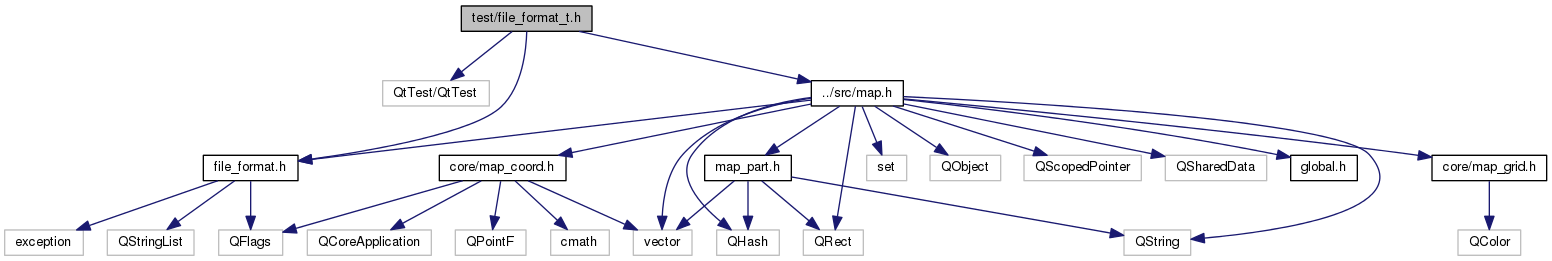 test/file_format_t.h
QtTest/QtTest
../src/map.h
file_format.h
core/map_coord.h
map_part.h
set
QObject
QScopedPointer
QSharedData
global.h
core/map_grid.h
exception
QStringList
QFlags
QCoreApplication
QPointF
cmath
vector
QHash
QRect
QString
QColor